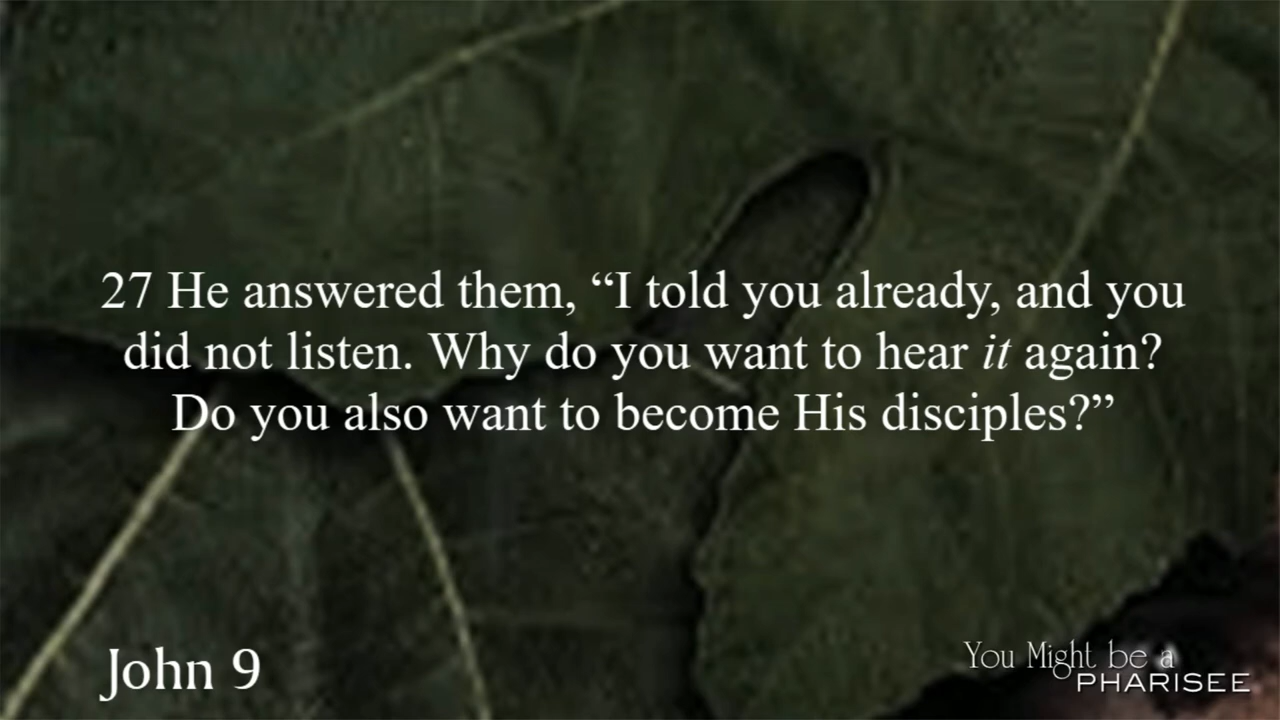 27 He answered them, “I told you already, and you
did not listen. Why do you want to hear it again?
Do you also want to become His disciples?”
John 9
You Might be a
PHARISEE